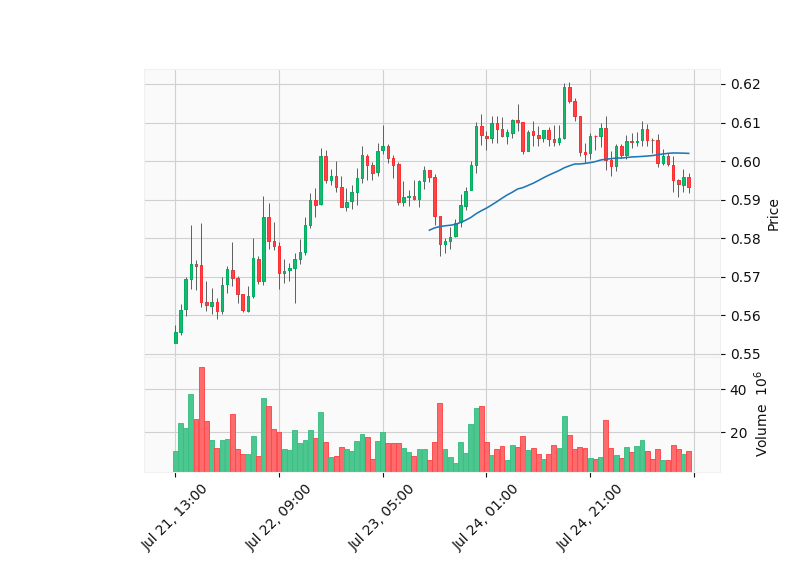 0.62
0.61
0.60
0.59
0.58
0.57
0.56
0.55
Price
40
20
Volume 10⁶
Jul 21, 13:00
Jul 22, 09:00
Jul 23, 05:00
Jul 24, 01:00
Jul 24, 21:00